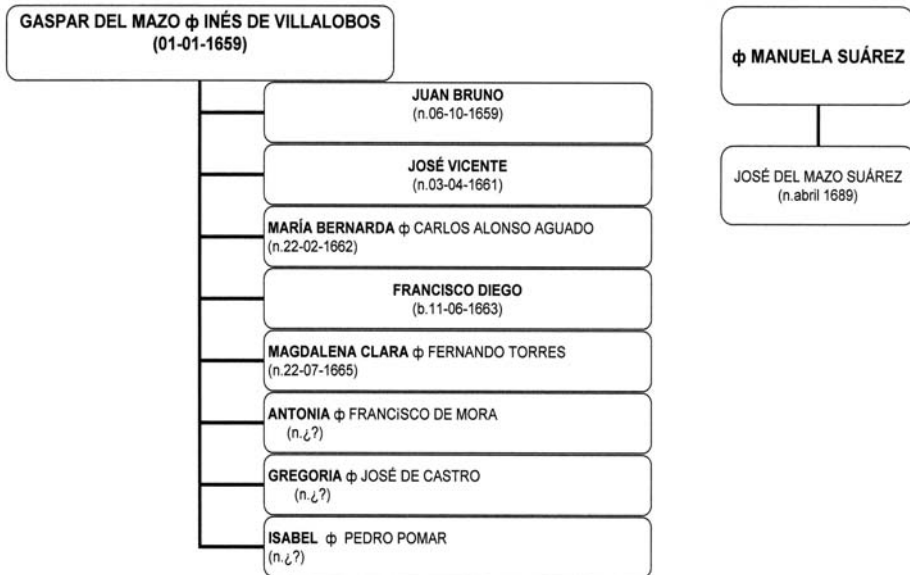 GASPAR DEL MAZO ф INÉS DE VILLALOBOS
(01-01-1659)
ф MANUELA SUÁREZ
JUAN BRUNO
(n.06-10-1659)
JOSÉ VICENTE
(n.03-04-1661)
JOSÉ DEL MAZO SUÁREZ
(n.abril 1689)
MARÍA BERNARDA ф CARLOS ALONSO AGUADO
(n.22-02-1662)
FRANCISCO DIEGO
(b.11-06-1663)
MAGDALENA CLARA ф FERNANDO TORRES
(n.22-07-1665)
ANTONIA ф FRANCiSCO DE MORA
(n.¿?)
GREGORIA ф JOSÉ DE CASTRO
(n.¿?)
ISABEL ф PEDRO POMAR
(n.¿?)